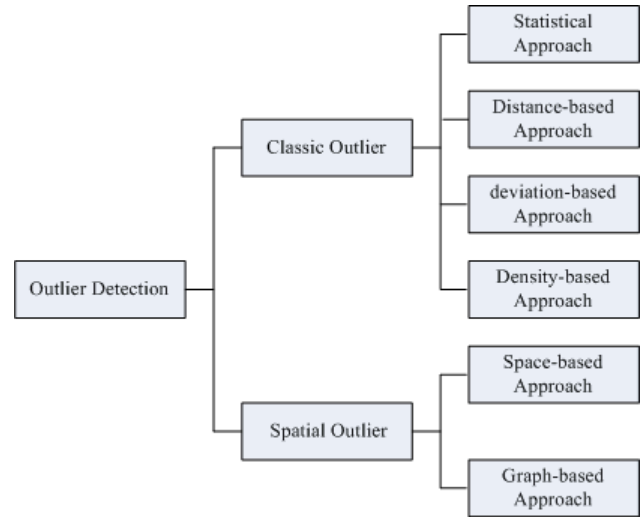 Statistical
Approach
Distance-based
Approach
Classic Outlier
deviation-based
Approach
Outlier Detection
Density-based
Approach
Space-based
Approach
Spatial Outlier
Graph-based
Approach